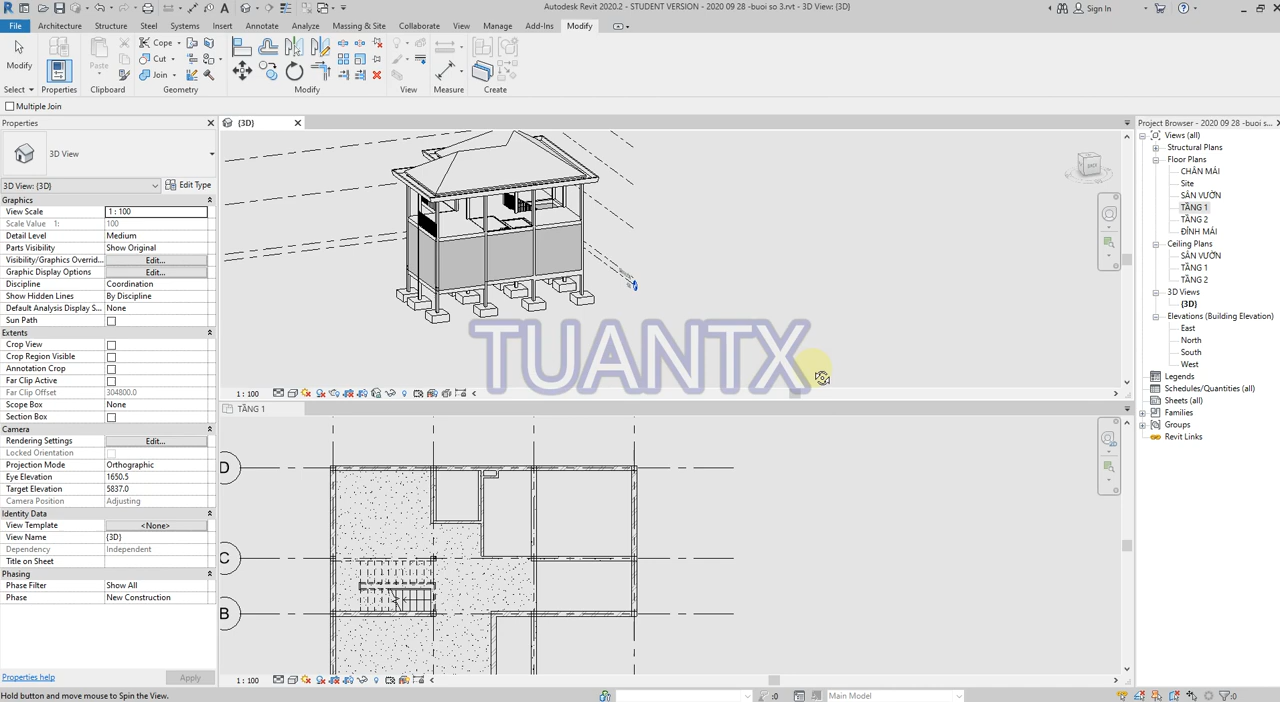 Autodesk Revit 2020.2 - STUDENT VERSION - 2020 09 28 -buoi so 3.rvt - 3D View: {3D}
Sign In
File Architecture Structure Steel Systems Insert Annotate Analyze Massing & Site Collaborate View Manage Add-Ins Modify
Modify
Select
Properties
Paste
Clipboard
Cope
Cut
Join
Geometry
Modify
View
Measure
Create
Multiple Join
Properties
3D View
3D View: {3D}
Edit Type
Graphics
View Scale 1 : 100
Scale Value 1: 100
Detail Level Medium
Parts Visibility Show Original
Visibility/Graphics Overrid... Edit...
Graphic Display Options Edit...
Discipline Coordination
Show Hidden Lines By Discipline
Default Analysis Display S... None
Sun Path
Extents
Crop View
Crop Region Visible
Annotation Crop
Far Clip Active
Far Clip Offset 304800.0
Scope Box None
Section Box
Camera
Rendering Settings Edit...
Locked Orientation
Projection Mode Orthographic
Eye Elevation 1650.5
Target Elevation 5837.0
Camera Position Adjusting
Identity Data
View Template <None>
View Name {3D}
Dependency Independent
Title on Sheet
Phasing
Phase Filter Show All
Phase New Construction
Properties help
Apply
Hold button and move mouse to Spin the View.
{3D}
BACK
TUANTX
1 : 100
TẦNG 1
D
C
B
1 : 100
:0
Main Model
:0
Project Browser - 2020 09 28 -buoi so...
Views (all)
Structural Plans
Floor Plans
CHÂN MÁI
Site
SÂN VƯỜN
TẦNG 1
TẦNG 2
ĐỈNH MÁI
Ceiling Plans
SÂN VƯỜN
TẦNG 1
TẦNG 2
3D Views
{3D}
Elevations (Building Elevation)
East
North
South
West
Legends
Schedules/Quantities (all)
Sheets (all)
Families
Groups
Revit Links